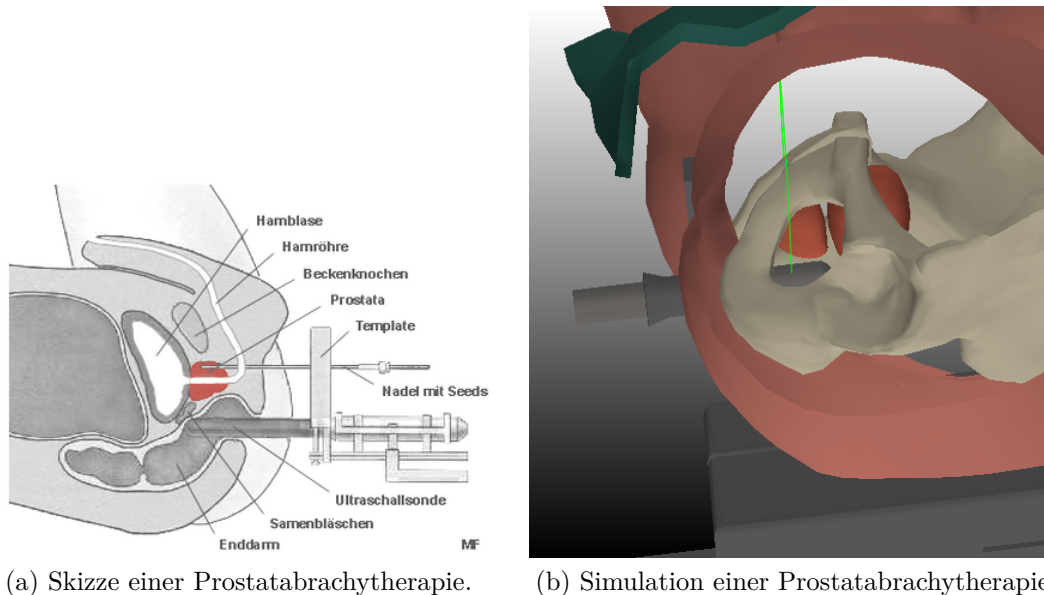 Harnblase
Harnröhre
Beckenknochen
Prostata
Template
Nadel mit Seeds
Ultraschallsonde
Samenbläschen
Enddarm
MF
(a) Skizze einer Prostatabrachytherapie.
(b) Simulation einer Prostatabrachytherapie